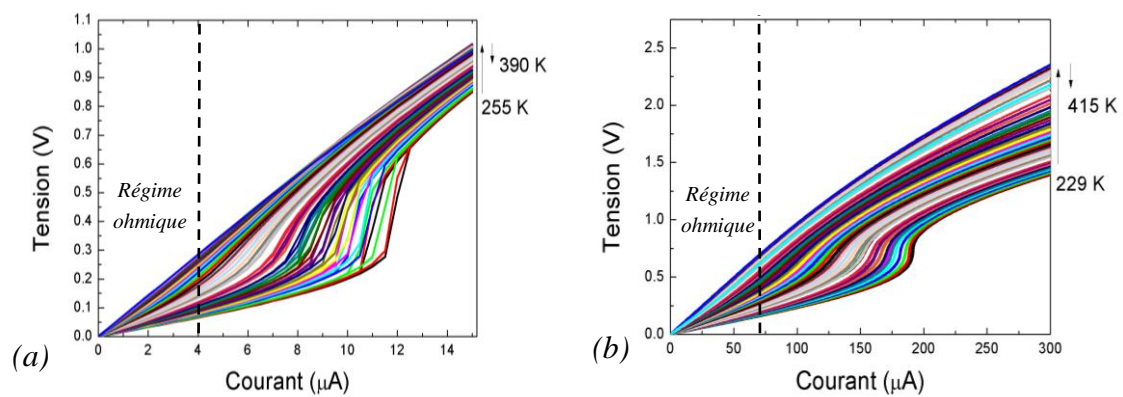 1.1
1.0
0.9
0.8
0.7
0.6
0.5
0.4
0.3
0.2
0.1
0.0
Tension (V)
Régime
ohmique
390 K
255 K
0 2 4 6 8 10 12 14
Courant (μA)
(a)
2.5
2.0
1.5
1.0
0.5
0.0
Tension (V)
Régime
ohmique
415 K
229 K
0 50 100 150 200 250 300
Courant (μA)
(b)